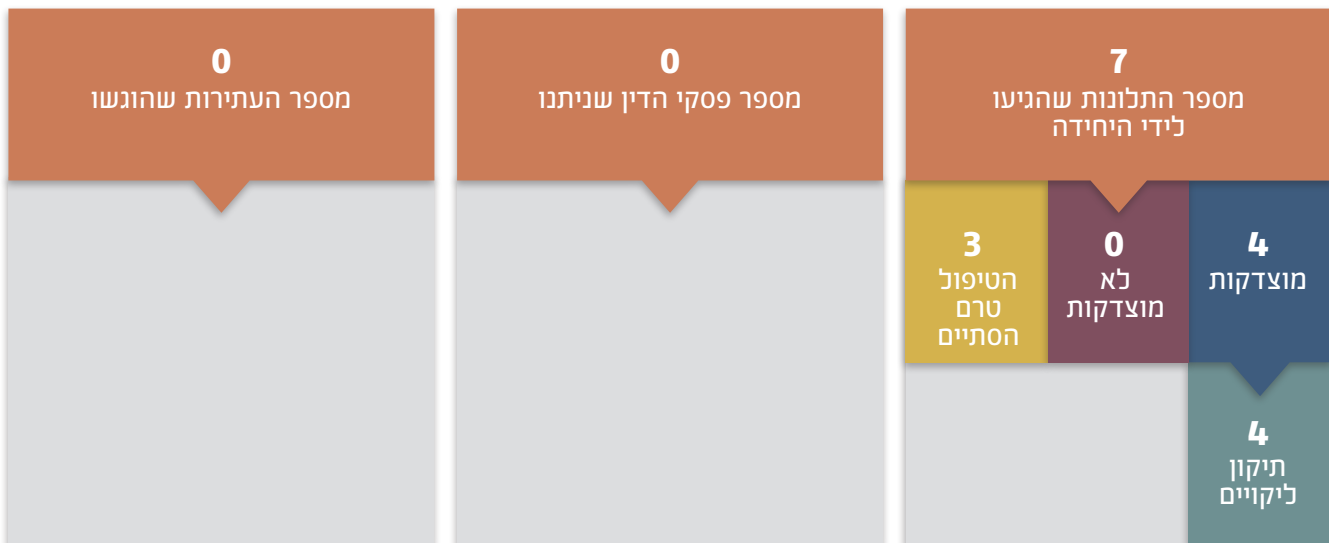 7
מספר התלונות שהגיעו
לידי היחידה
4
מוצדקות
0
לא
מוצדקות
3
הטיפול
טרם
הסתיים
4
תיקון
ליקויים
0
מספר פסקי הדין שניתנו
0
מספר העתירות שהוגשו